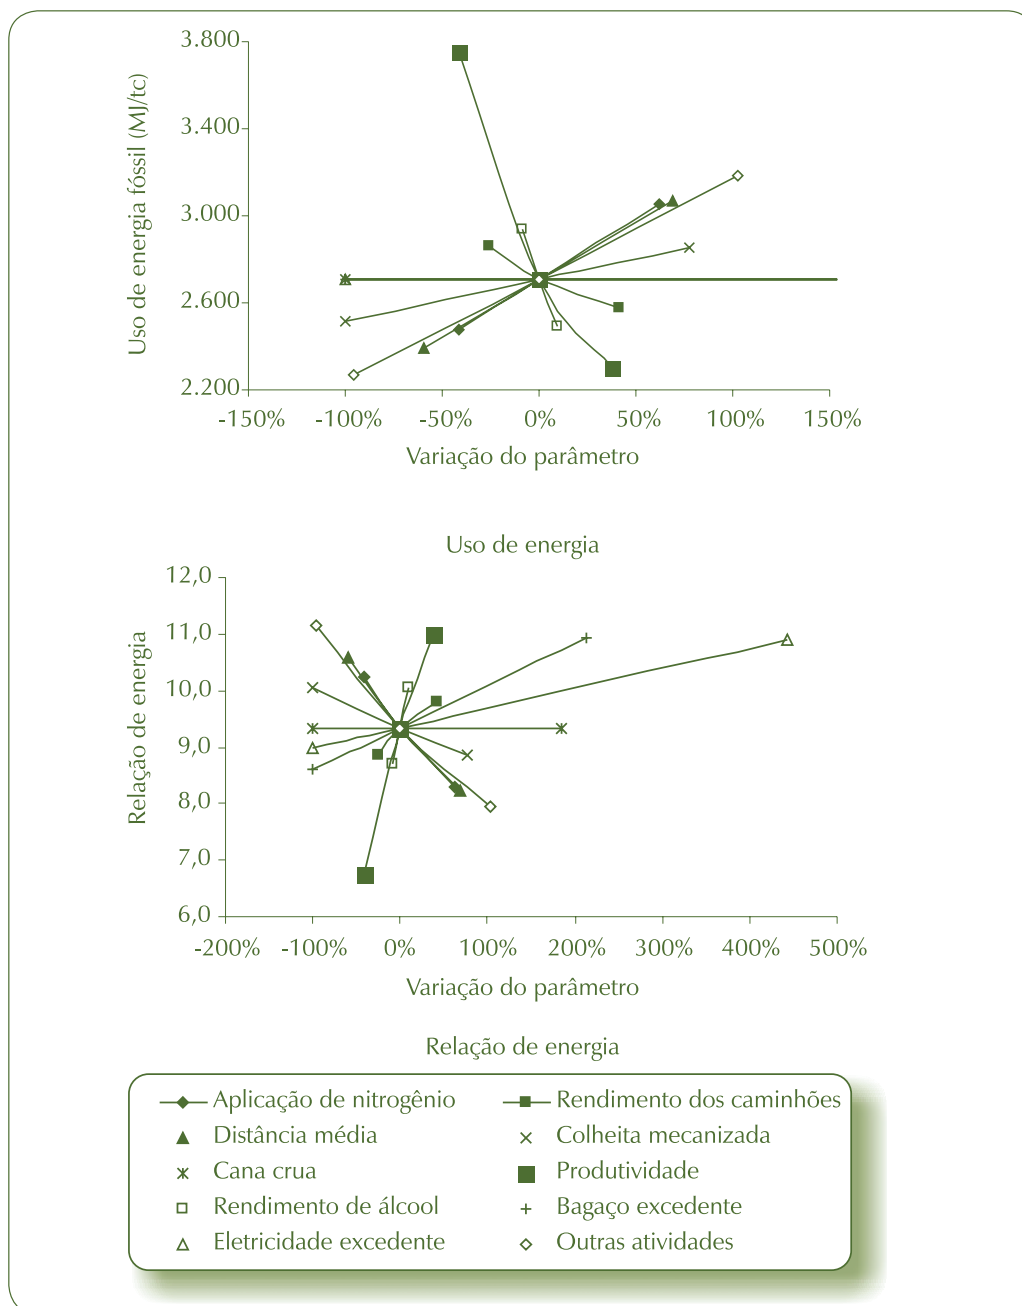 Uso de energia fóssil (MJ/tc)
3.800
3.400
3.000
2.600
2.200
-150% -100% -50% 0% 50% 100% 150%
Variação do parâmetro
Uso de energia
Relação de energia
12,0
11,0
10,0
9,0
8,0
7,0
6,0
-200% -100% 0% 100% 200% 300% 400% 500%
Variação do parâmetro
Relação de energia
Aplicação de nitrogênio Rendimento dos caminhões
Distância média Colheita mecanizada
Cana crua Produtividade
Rendimento de álcool Bagaço excedente
Eletricidade excedente Outras atividades